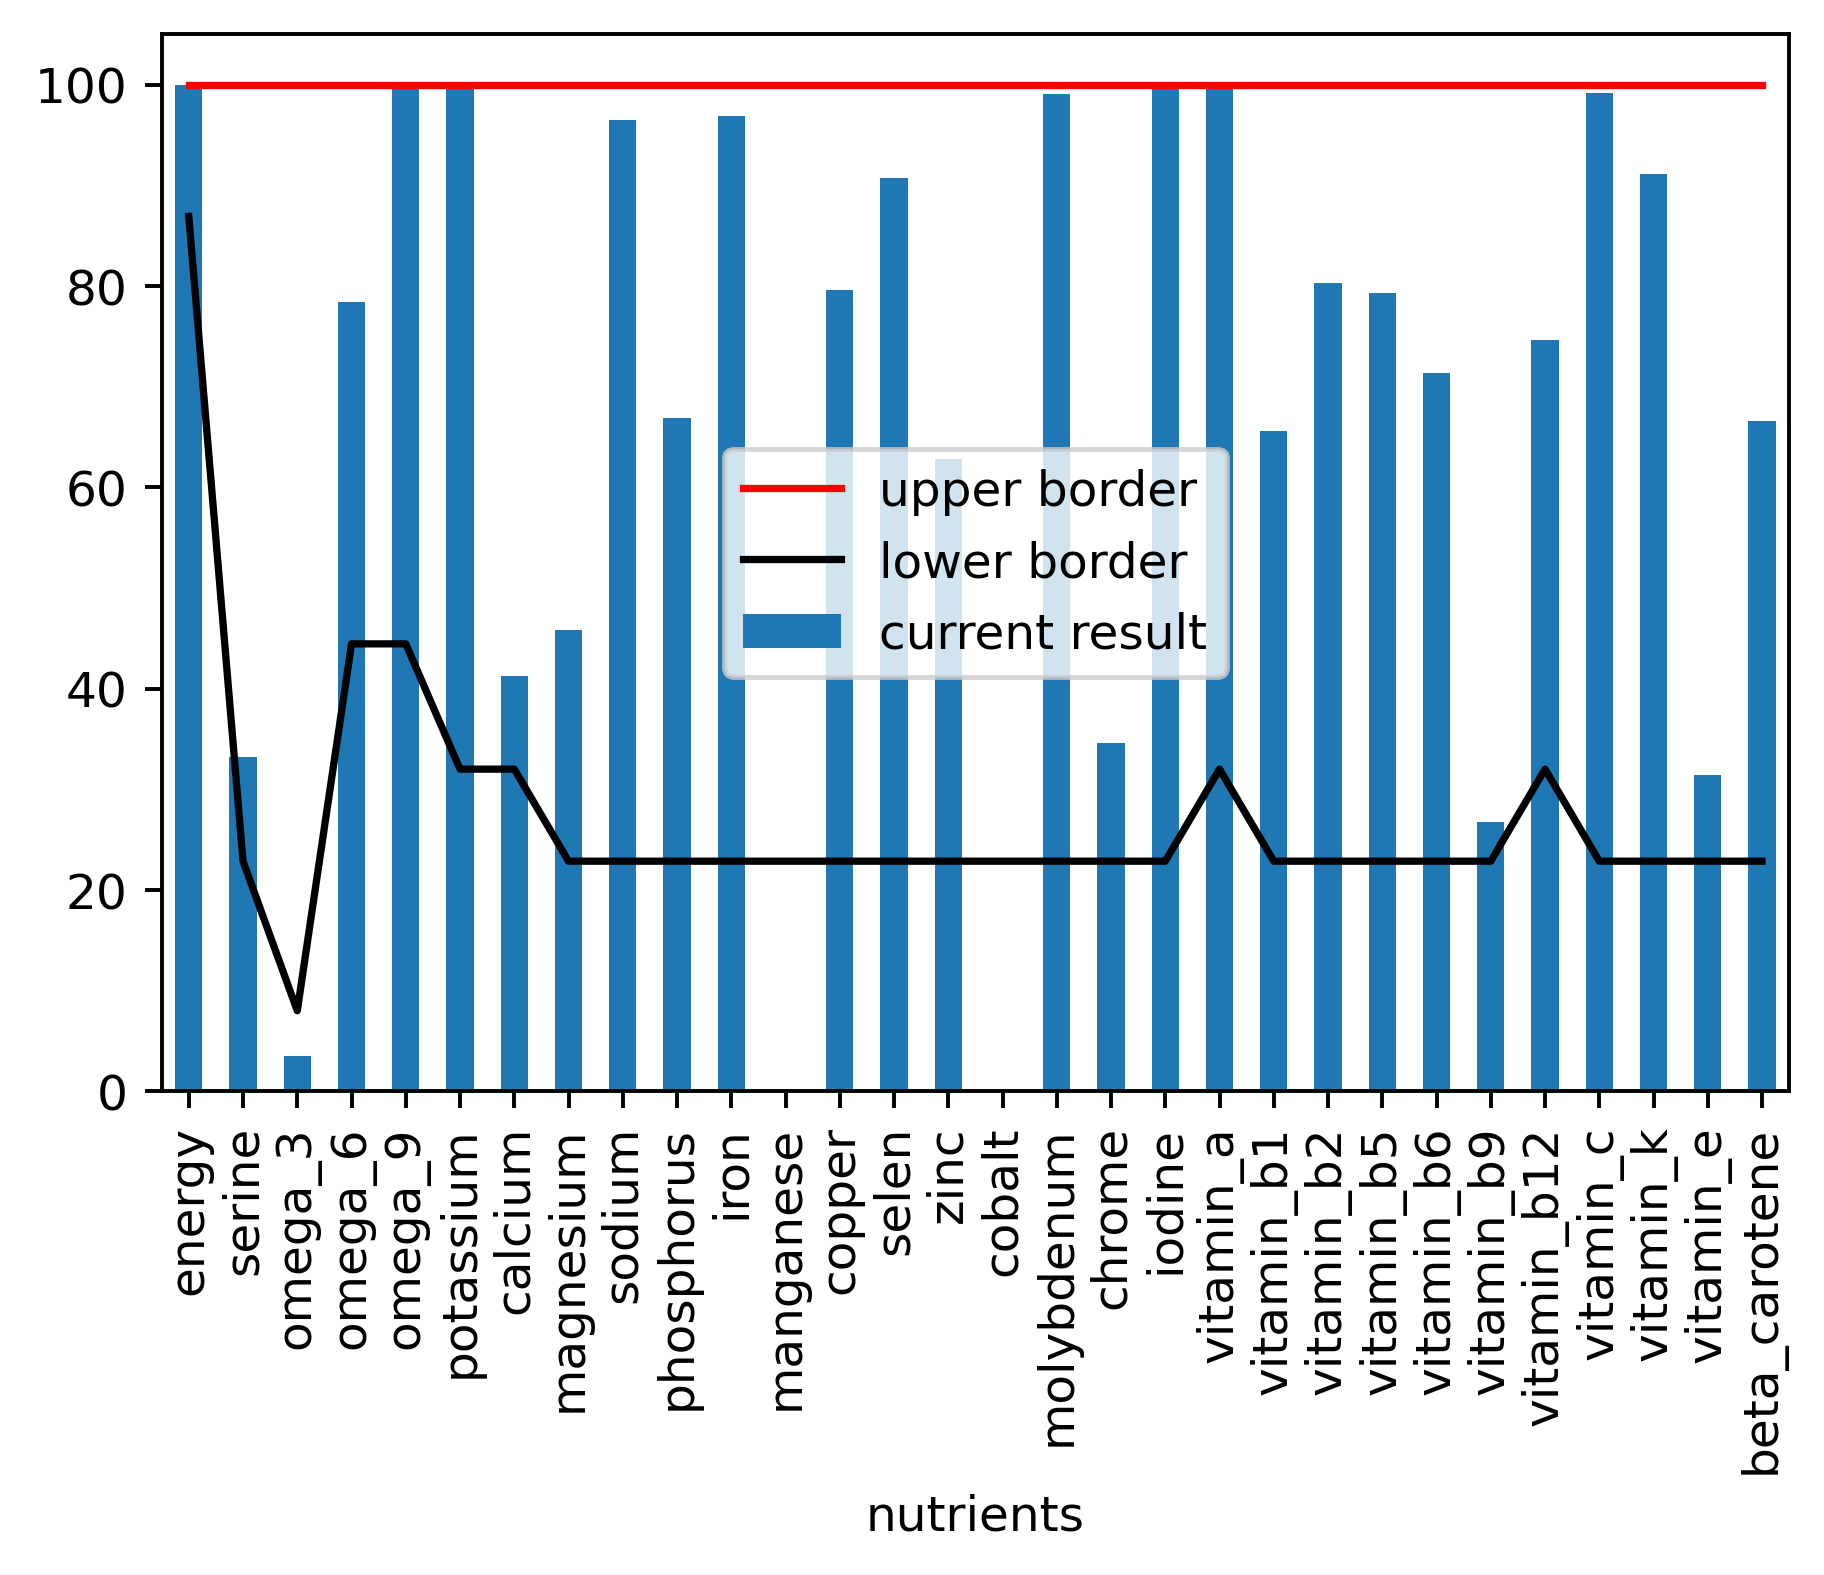 100
80
60
40
20
0
upper border
lower border
current result
energy
serine
omega_3
omega_6
omega_9
potassium
calcium
magnesium
sodium
phosphorus
iron
manganese
copper
selen
zinc
cobalt
molybdenum
chrome
iodine
vitamin_a
vitamin_b1
vitamin_b2
vitamin_b5
vitamin_b6
vitamin_b9
vitamin_b12
vitamin_c
vitamin_k
vitamin_e
beta_carotene
nutrients